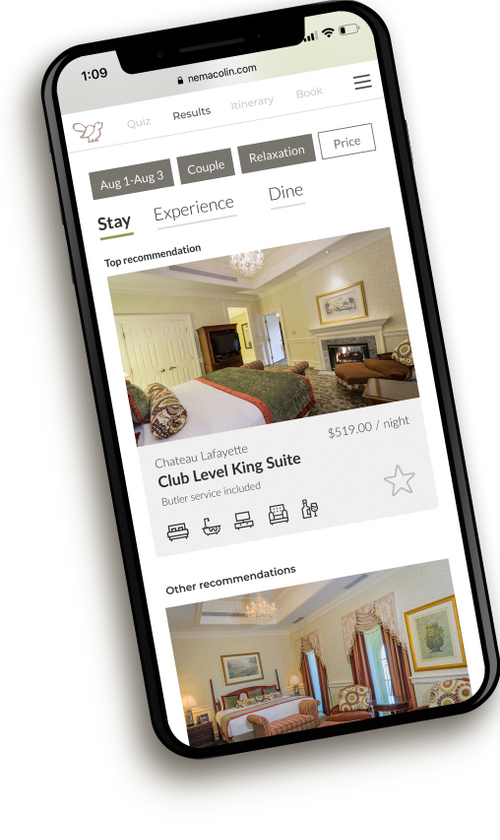 1:09
nemacolin.com
Quiz Results Itinerary Book
Aug 1-Aug 3 Couple Relaxation Price
Stay Experience Dine
Top recommendation
$519.00 / night
Chateau Lafayette
Club Level King Suite
Butler service included
Other recommendations